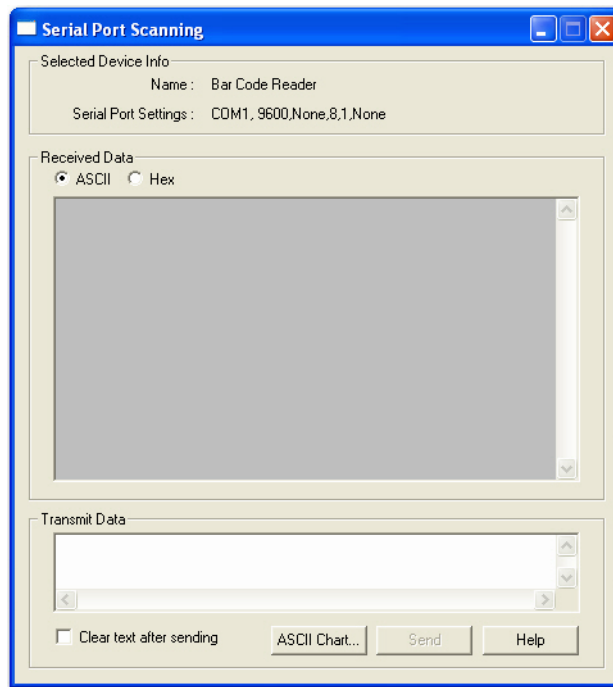 Serial Port Scanning
Selected Device Info
Name : Bar Code Reader
Serial Port Settings : COM1, 9600,None,8,1,None
Received Data
ASCII Hex
Transmit Data
Clear text after sending ASCII Chart... Send Help